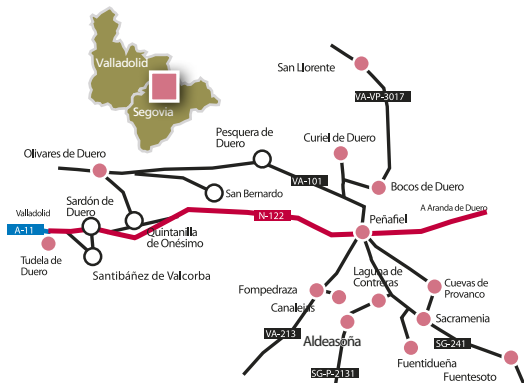 Valladolid
Segovia
San Llorente
VA-VP-3017
Pesquera de
Duero
Curiel de Duero
Olivares de Duero
San Bernardo
VA-101
Bocos de Duero
Sardón de
Duero
Valladolid
A-11
N-122
A Aranda de Duero
Peñafiel
Quintanilla
de Onésimo
Tudela de
Duero
Santibáñez de Valcorba
Laguna de
Contreras
Fompedraza
Canalejas
Cuevas de
Provanco
VA-213
Aldeasoña
Sacramenia
SG-241
SG-P-2131
Fuentidueña
Fuentesoto